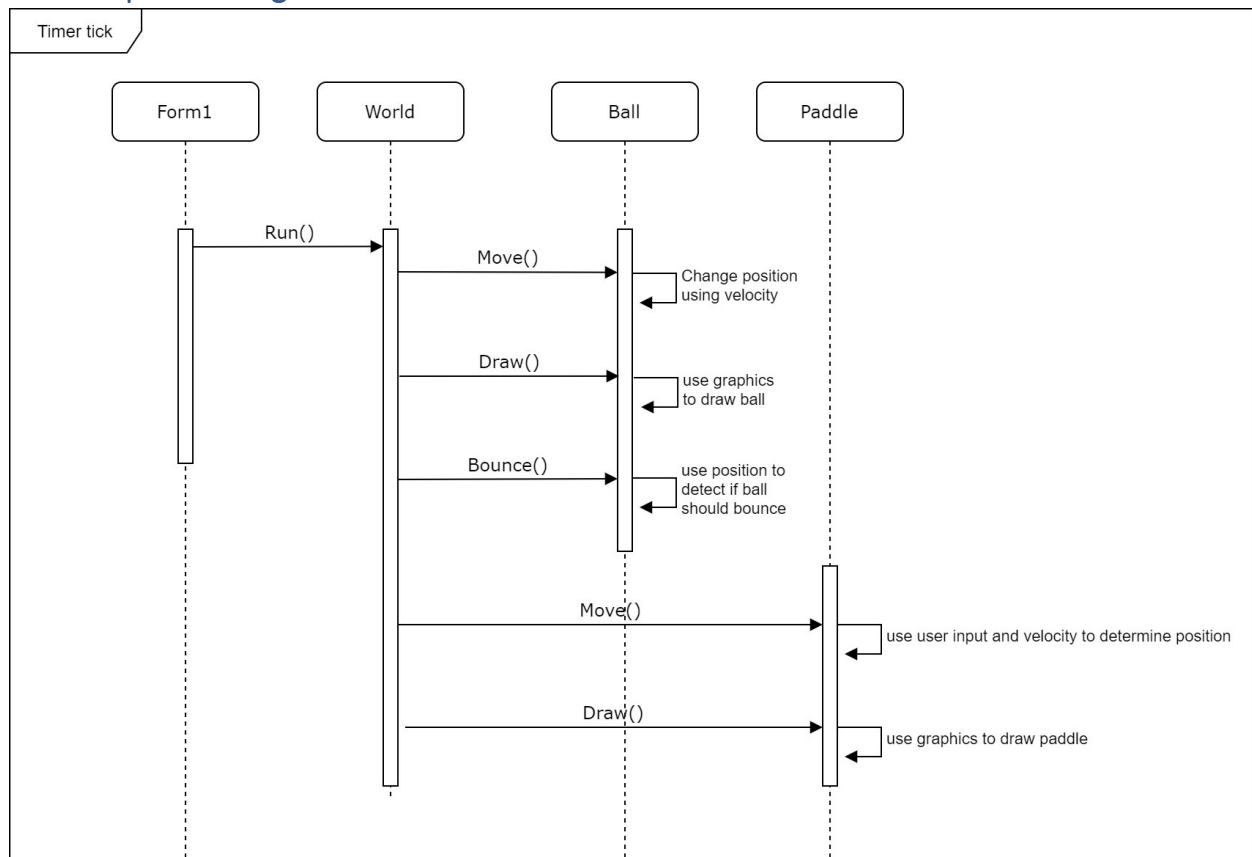 Timer tick
Form1
World
Ball
Paddle
Run()
Move()
Change position
using velocity
Draw()
use graphics
to draw ball
Bounce()
use position to
detect if ball
should bounce
Move()
use user input and velocity to determine position
Draw()
use graphics to draw paddle